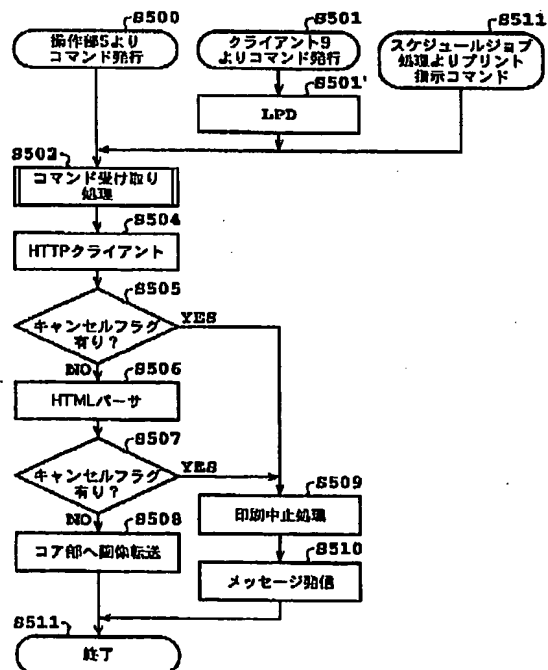 S500
操作部5より
コマンド発行
S501
クライアント9
よりコマンド発行
S511
スケジュールジョブ
処理よりプリント
指示コマンド
S501'
LPD
S502
コマンド受け取り
処理
S504
HTTPクライアント
S505
キャンセルフラグ
有り?
YES
NO
S506
HTMLパーサ
S507
キャンセルフラグ
有り?
YES
NO
S508
コア部へ画像転送
S509
印刷中止処理
S510
メッセージ発信
S511
終了